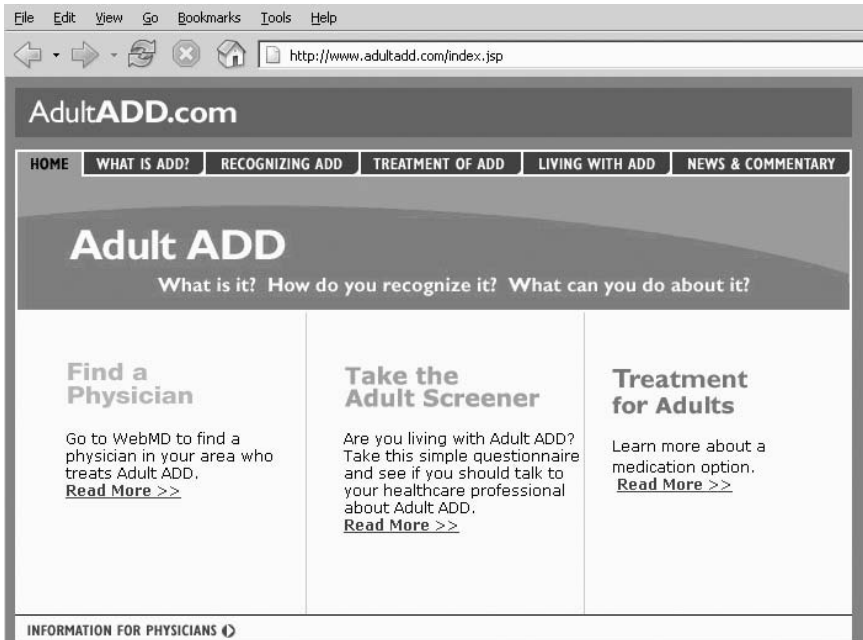 File Edit View Go Bookmarks Tools Help
http://www.adultadd.com/index.jsp
AdultADD.com
HOME WHAT IS ADD? RECOGNIZING ADD TREATMENT OF ADD LIVING WITH ADD NEWS & COMMENTARY
Adult ADD
What is it? How do you recognize it? What can you do about it?
Find a
Physician
Go to WebMD to find a
physician in your area who
treats Adult ADD.
Read More >>
Take the
Adult Screener
Are you living with Adult ADD?
Take this simple questionnaire
and see if you should talk to
your healthcare professional
about Adult ADD.
Read More >>
Treatment
for Adults
Learn more about a
medication option.
Read More >>
INFORMATION FOR PHYSICIANS